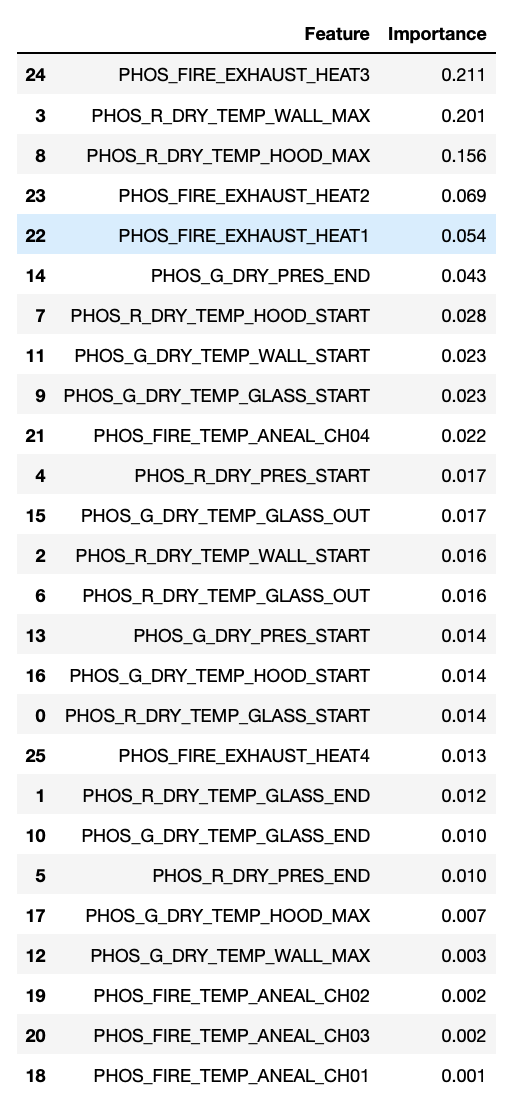 Feature Importance
24 PHOS_FIRE_EXHAUST_HEAT3 0.211
3 PHOS_R_DRY_TEMP_WALL_MAX 0.201
8 PHOS_R_DRY_TEMP_HOOD_MAX 0.156
23 PHOS_FIRE_EXHAUST_HEAT2 0.069
22 PHOS_FIRE_EXHAUST_HEAT1 0.054
14 PHOS_G_DRY_PRES_END 0.043
7 PHOS_R_DRY_TEMP_HOOD_START 0.028
11 PHOS_G_DRY_TEMP_WALL_START 0.023
9 PHOS_G_DRY_TEMP_GLASS_START 0.023
21 PHOS_FIRE_TEMP_ANEAL_CH04 0.022
4 PHOS_R_DRY_PRES_START 0.017
15 PHOS_G_DRY_TEMP_GLASS_OUT 0.017
2 PHOS_R_DRY_TEMP_WALL_START 0.016
6 PHOS_R_DRY_TEMP_GLASS_OUT 0.016
13 PHOS_G_DRY_PRES_START 0.014
16 PHOS_G_DRY_TEMP_HOOD_START 0.014
0 PHOS_R_DRY_TEMP_GLASS_START 0.014
25 PHOS_FIRE_EXHAUST_HEAT4 0.013
1 PHOS_R_DRY_TEMP_GLASS_END 0.012
10 PHOS_G_DRY_TEMP_GLASS_END 0.010
5 PHOS_R_DRY_PRES_END 0.010
17 PHOS_G_DRY_TEMP_HOOD_MAX 0.007
12 PHOS_G_DRY_TEMP_WALL_MAX 0.003
19 PHOS_FIRE_TEMP_ANEAL_CH02 0.002
20 PHOS_FIRE_TEMP_ANEAL_CH03 0.002
18 PHOS_FIRE_TEMP_ANEAL_CH01 0.001